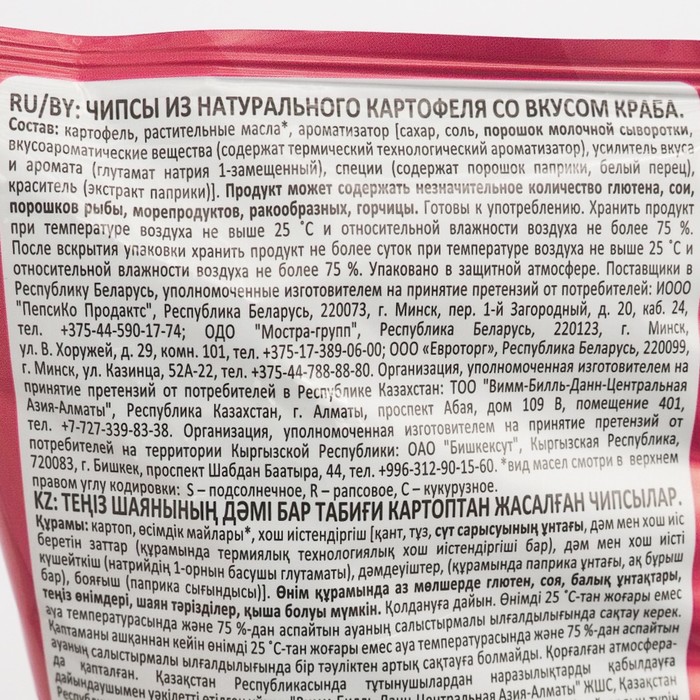 RU/BY: ЧИПСЫ ИЗ НАТУРАЛЬНОГО КАРТОФЕЛЯ СО ВКУСОМ КРАБА.
Состав: картофель, растительные масла*, ароматизатор [сахар, соль, порошок молочной сыворотки,
вкусоароматические вещества (содержат термический технологический ароматизатор), усилитель вкуса
и аромата (глутамат натрия 1-замещенный), специи (содержат порошок паприки, белый перец),
краситель (экстракт паприки)]. Продукт может содержать незначительное количество глютена, сои,
порошков рыбы, морепродуктов, ракообразных, горчицы. Готовы к употреблению. Хранить продукт
при температуре воздуха не выше 25 °С и относительной влажности воздуха не более 75 %.
После вскрытия упаковки хранить продукт не более суток при температуре воздуха не выше 25 °С и
относительной влажности воздуха не более 75 %. Упаковано в защитной атмосфере. Поставщики в
Республику Беларусь, уполномоченные изготовителем на принятие претензий от потребителей: ИООО
"ПепсиКо Продактс", Республика Беларусь, 220073, г. Минск, пер. 1-й Загородный, д. 20, каб. 24,
тел. +375-44-590-17-74; ОДО "Мостра-групп", Республика Беларусь, 220123, г. Минск,
ул. В. Хоружей, д. 29, комн. 101, тел. +375-17-389-06-00; ООО «Евроторг», Республика Беларусь, 220099,
г. Минск, ул. Казинца, 52А-22, тел. +375-44-788-88-80. Организация, уполномоченная изготовителем на
принятие претензий от потребителей в Республике Казахстан: ТОО "Вимм-Билль-Данн-Центральная
Азия-Алматы", Республика Казахстан, г. Алматы, проспект Абая, дом 109 В, помещение 401,
тел. +7-727-339-83-38. Организация, уполномоченная изготовителем на принятие претензий от
потребителей на территории Кыргызской Республики: ОАО "Бишкексут", Кыргызская Республика,
720083, г. Бишкек, проспект Шабдан Баатыра, 44, тел. +996-312-90-15-60. *вид масел смотри в верхнем
правом углу кодировки: S – подсолнечное, R – рапсовое, C – кукурузное.
KZ: ТЕҢІЗ ШАЯНЫНЫҢ ДӘМІ БАР ТАБИҒИ КАРТОПТАН ЖАСАЛҒАН ЧИПСЫЛАР.
Құрамы: картоп, өсімдік майлары*, хош иістендіргіш [қант, тұз, сүт сарысуының ұнтағы, дәм мен хош иіс
беретін заттар (құрамында термиялық технологиялық хош иістендіргіші бар), дәм мен хош иісті
күшейткіш (натрийдің 1-орнын басушы глутаматы), дәмдеуіштер, (құрамында паприка ұнтағы, ақ бұрыш
бар), бояғыш (паприка сығындысы)]. Өнім құрамында аз мөлшерде глютен, соя, балық ұнтақтары,
теңіз өнімдері, шаян тәрізділер, қыша болуы мүмкін. Қолдануға дайын. Өнімді 25 °С-тан жоғары емес
ауа температурасында және 75 %-дан аспайтын ауаның салыстырмалы ылғалдылығында сақтау керек.
Қаптаманы ашқаннан кейін өнімді 25 °С-тан жоғары емес ауа температурасында және 75 %-дан аспайтын
ауаның салыстырмалы ылғалдылығында бір тәуліктен артық сақтауға болмайды. Қорғалған атмосфера-
да қапталған. Қазақстан Республикасында тұтынушылардан наразылықтарды қабылдауға
дайындаушымен уәкілетті "Вимм-Билль-Данн-Центральная Азия-Алматы" ЖШС, Қазақстан